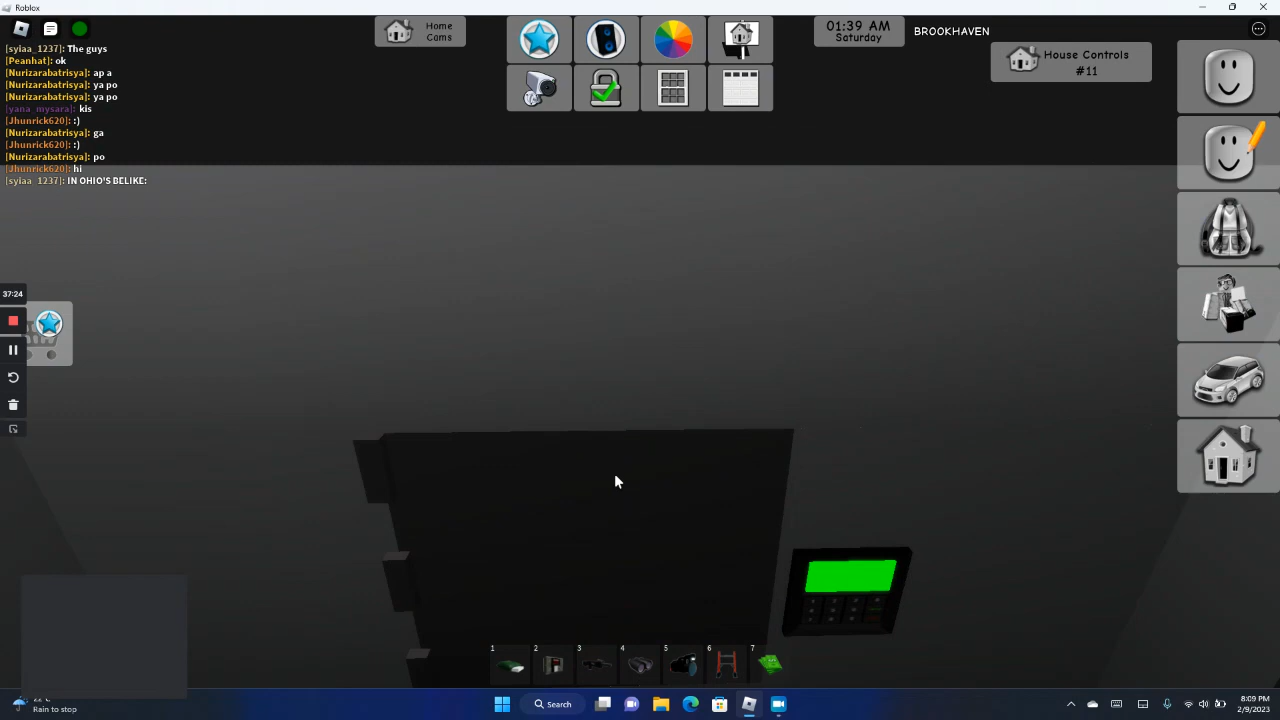 Roblox
[syiaa_1237]: The guys
[Peanhat]: ok
[Nurizarabatrisya]: ap a
[Nurizarabatrisya]: ya po
[Nurizarabatrisya]: ya po
[yana_mysara]: kis
[Jhunrick620]: :)
[Nurizarabatrisya]: ga
[Jhunrick620]: :)
[Nurizarabatrisya]: po
[Jhunrick620]: hi
[syiaa_1237]: IN OHIO'S BELIKE:
Home
Cams
01:39 AM
Saturday
BROOKHAVEN
House Controls
#11
37:24
1 2 3 4 5 6 7
22°C
Rain to stop
Search
8:09 PM
2/9/2023